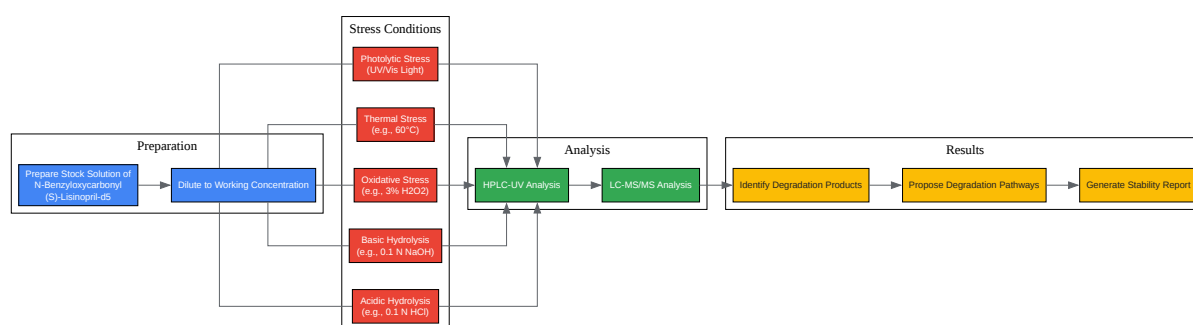 Stress Conditions
Photolytic Stress
(UV/Vis Light)
Thermal Stress
(e.g., 60°C)
Preparation
Prepare Stock Solution of
N-Benzyloxycarbonyl
(S)-Lisinopril-d5
Dilute to Working Concentration
Oxidative Stress
(e.g., 3% H2O2)
Basic Hydrolysis
(e.g., 0.1 N NaOH)
Acidic Hydrolysis
(e.g., 0.1 N HCl)
Analysis
HPLC-UV Analysis
LC-MS/MS Analysis
Results
Identify Degradation Products
Propose Degradation Pathways
Generate Stability Report